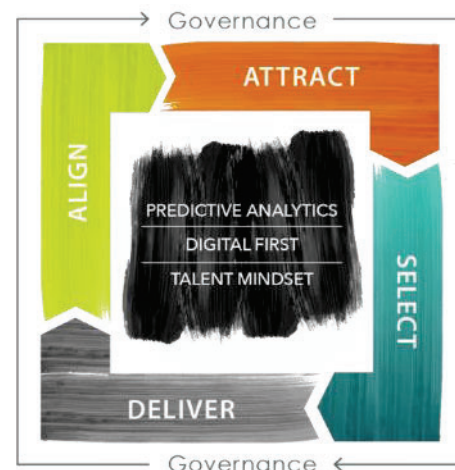 Governance
ATTRACT
ALIGN
PREDICTIVE ANALYTICS
DIGITAL FIRST
TALENT MINDSET
SELECT
DELIVER
Governance